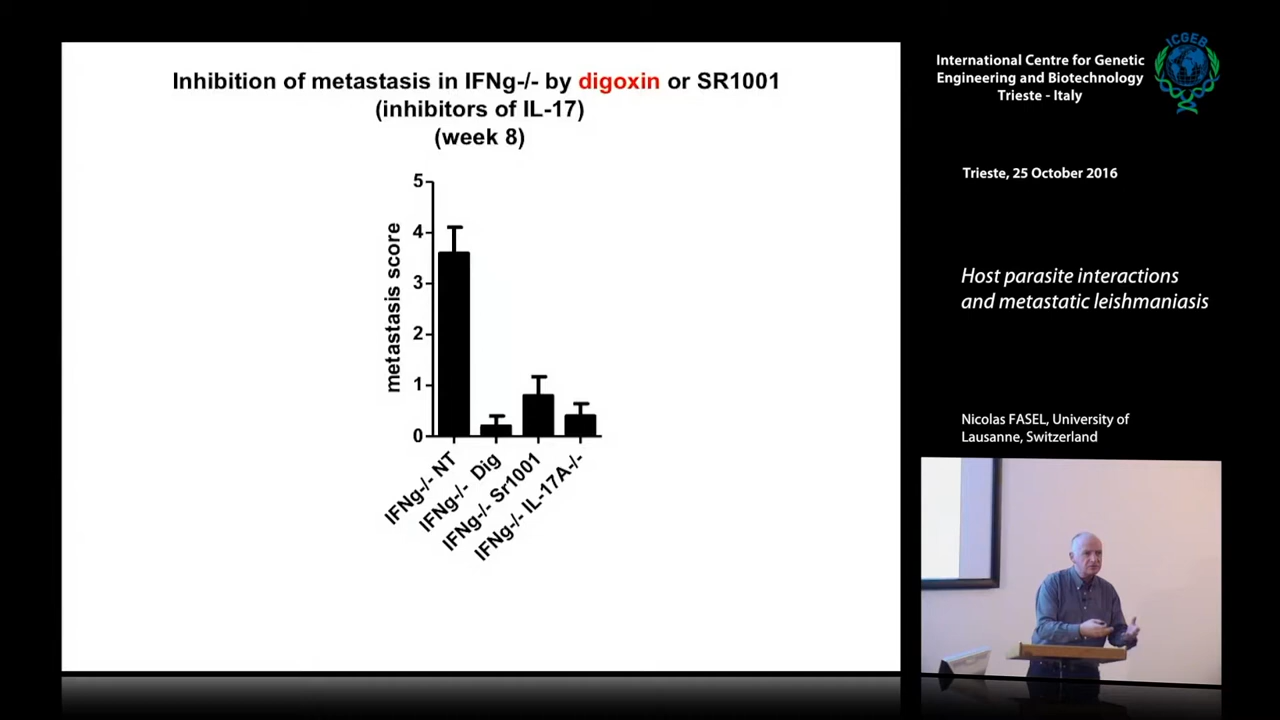 Inhibition of metastasis in IFNg-/- by digoxin or SR1001
(inhibitors of IL-17)
(week 8)
5
4
3
2
1
0
metastasis score
IFNg-/- NT
IFNg-/- Dig
IFNg-/- Sr1001
IFNg-/- IL-17A-/-
International Centre for Genetic
Engineering and Biotechnology
Trieste - Italy
ICGEB
Trieste, 25 October 2016
Host parasite interactions
and metastatic leishmaniasis
Nicolas FASEL, University of
Lausanne, Switzerland